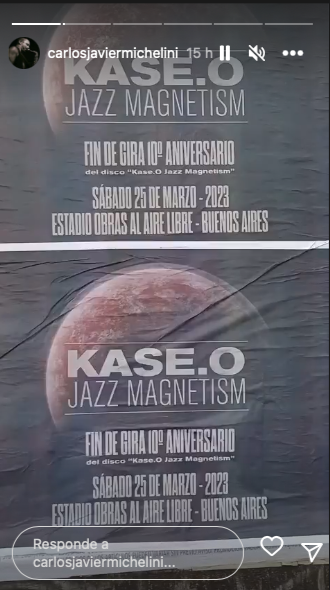 carlosjaviermichelini 15 h
KASE.O
JAZZ MAGNETISM
FIN DE GIRA 10º ANIVERSARIO
del disco "Kase.O Jazz Magnetism"
SÁBADO 25 DE MARZO - 2023
ESTADIO OBRAS AL AIRE LIBRE - BUENOS AIRES
KASE.O
JAZZ MAGNETISM
FIN DE GIRA 10º ANIVERSARIO
del disco "Kase.O Jazz Magnetism"
SÁBADO 25 DE MARZO - 2023
ESTADIO OBRAS AL AIRE LIBRE - BUENOS AIRES
Responde a
carlosjaviermichelini...